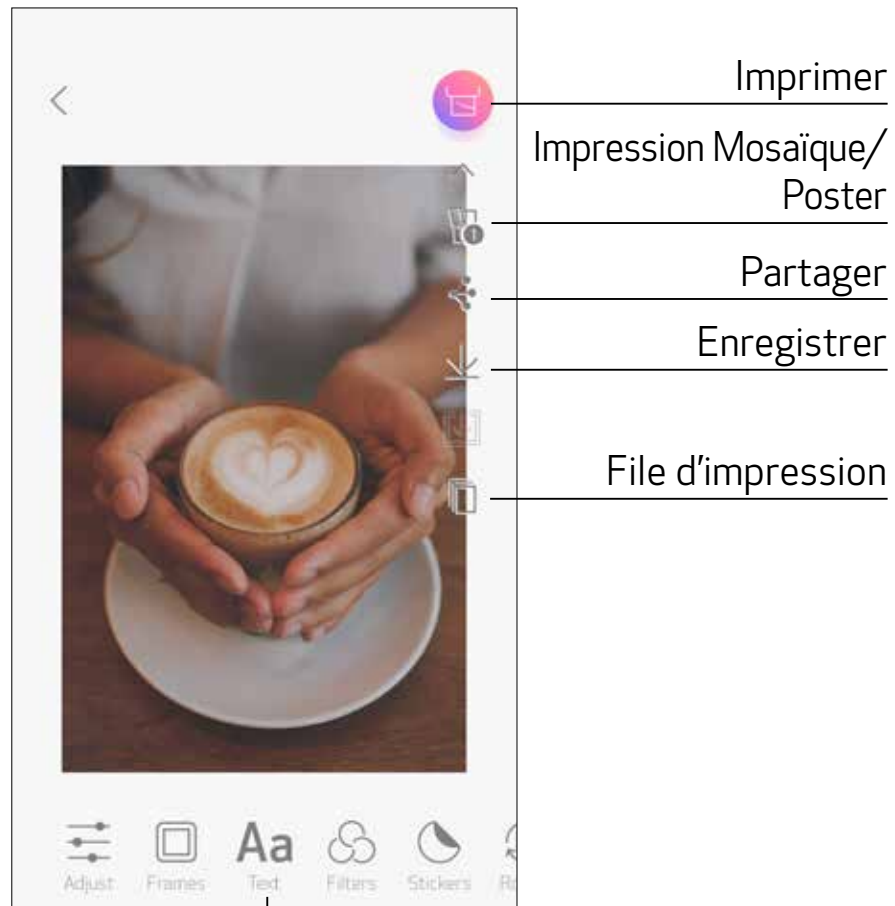 Imprimer
Impression Mosaïque/
Poster
Partager
Enregistrer
File d'impression
Aa
Adjust Frames Text Filters Stickers